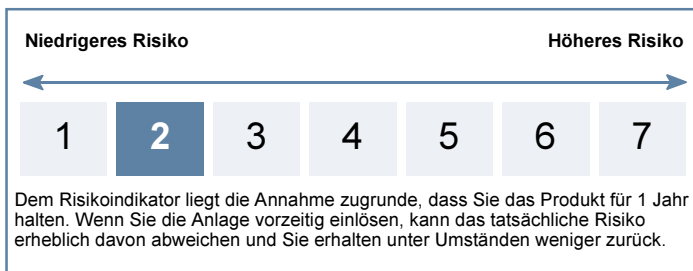 Niedrigeres Risiko Höheres Risiko
1 2 3 4 5 6 7
Dem Risikoindikator liegt die Annahme zugrunde, dass Sie das Produkt für 1 Jahr
halten. Wenn Sie die Anlage vorzeitig einlösen, kann das tatsächliche Risiko
erheblich davon abweichen und Sie erhalten unter Umständen weniger zurück.